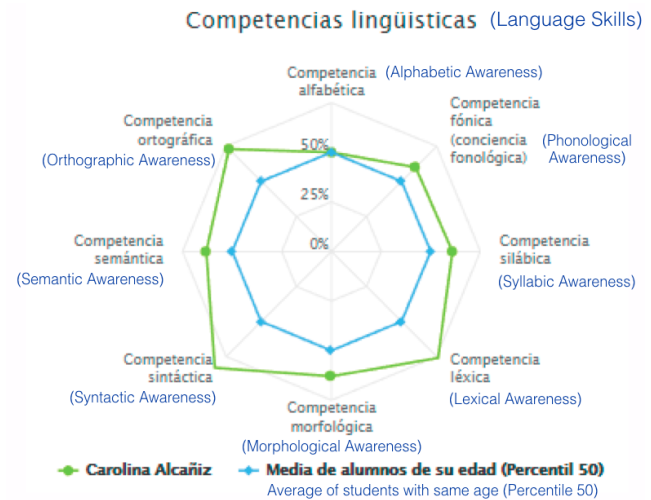 Competencias lingüisticas (Language Skills)
Competencia alfabética (Alphabetic Awareness)
Competencia
fónica
(conciencia
fonológica)
(Phonological
Awareness)
Competencia
ortográfica
(Orthographic Awareness)
50%
25%
0%
Competencia
semántica
(Semantic Awareness)
Competencia
silábica
(Syllabic Awareness)
Competencia
sintáctica
(Syntactic Awareness)
Competencia
léxica
(Lexical Awareness)
Competencia
morfológica
(Morphological Awareness)
Carolina Alcañiz
Media de alumnos de su edad (Percentil 50)
Average of students with same age (Percentile 50)